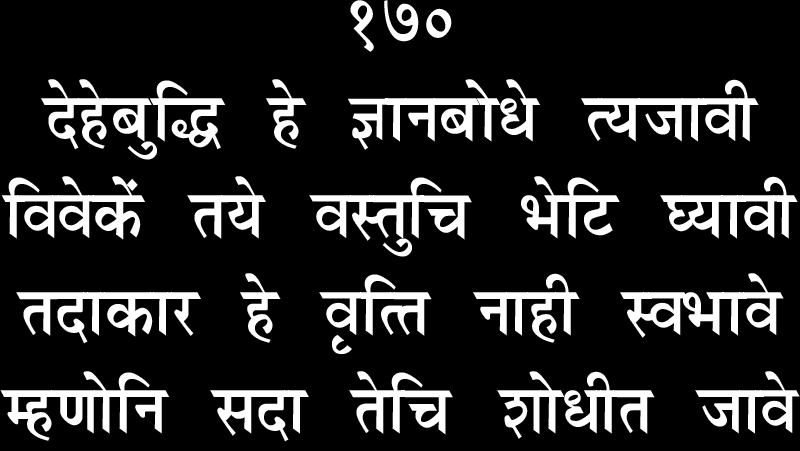 १७०
देहेबुद्धि हे ज्ञानबोधे त्यजावी
विवेकें तये वस्तुचि भेटि घ्यावी
तदाकार हे वृत्ति नाही स्वभावे
म्हणोनि सदा तेचि शोधीत जावे